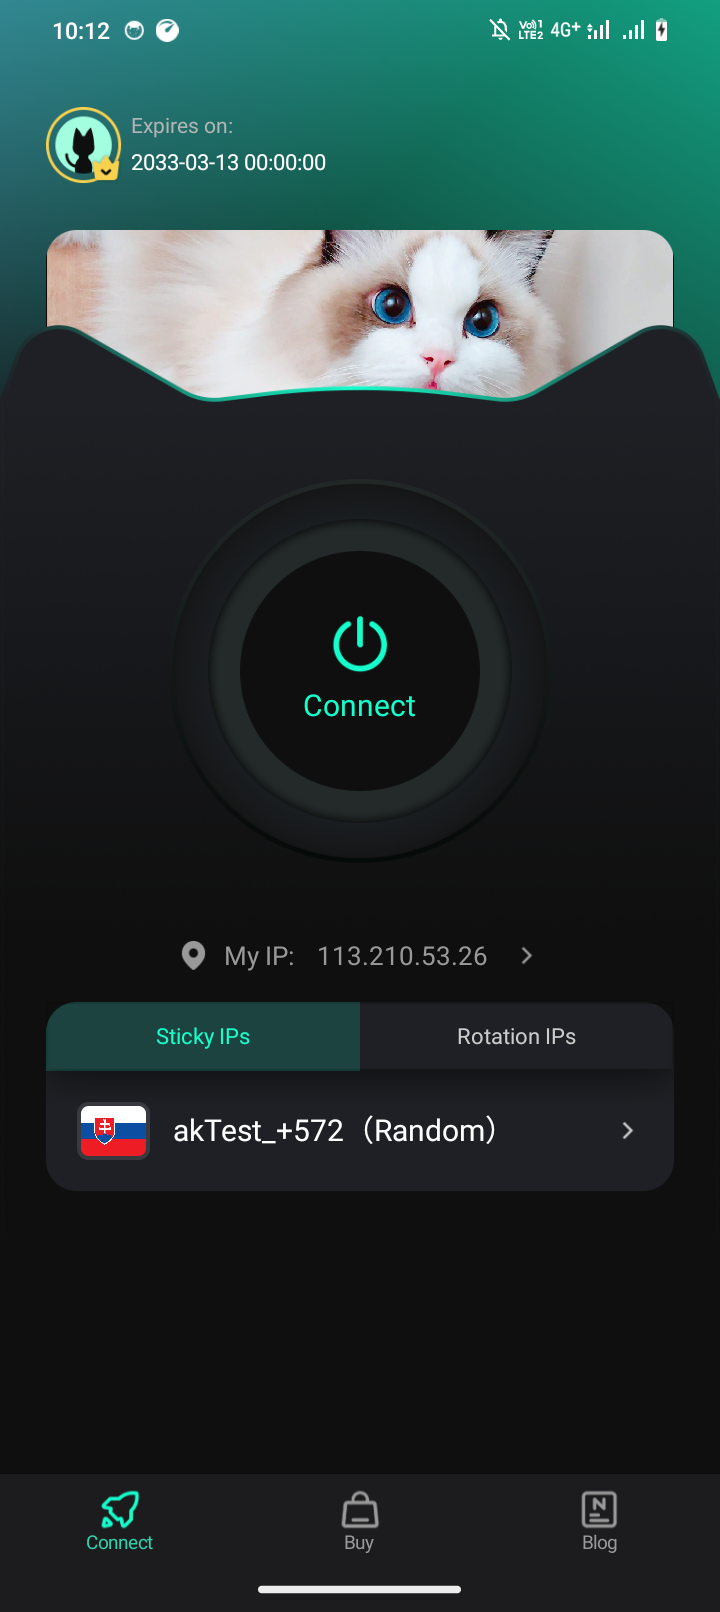 10:12
Vo))1 LTE2 4G+
Expires on:
2033-03-13 00:00:00
Connect
My IP: 113.210.53.26
Sticky IPs
Rotation IPs
akTest_+572（Random）
Connect
Buy
N
Blog